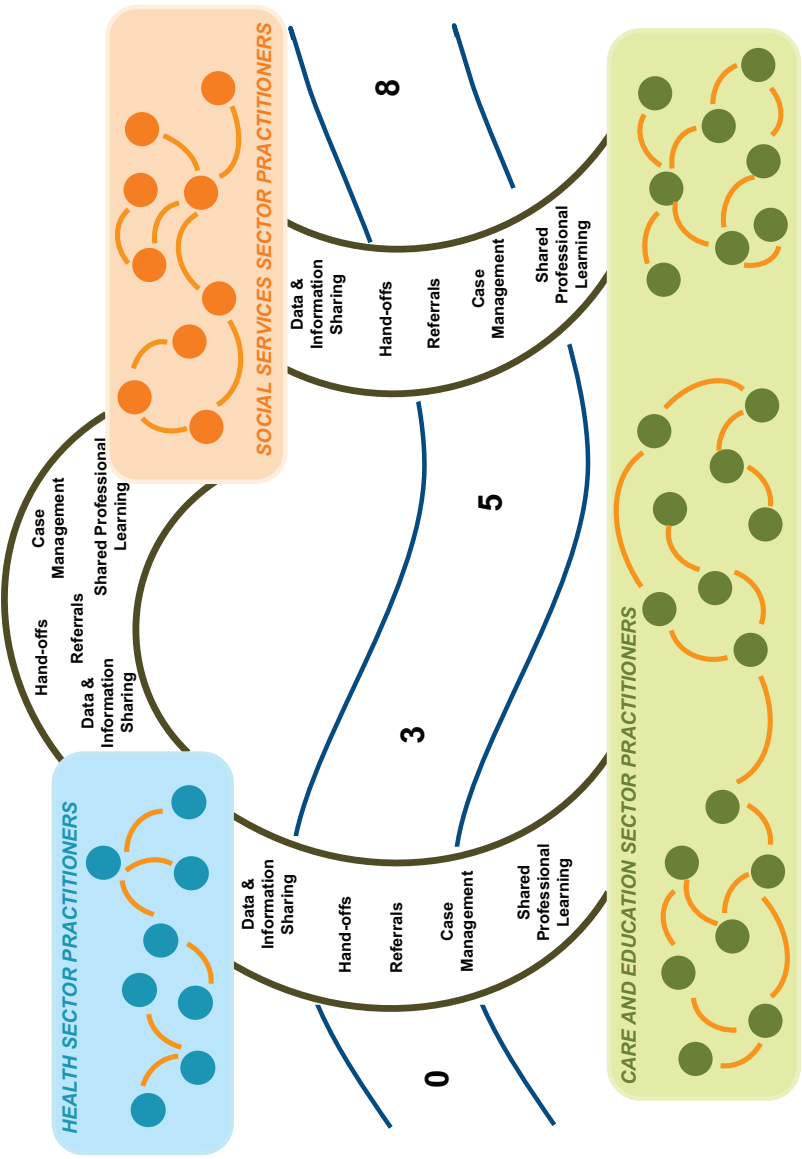 HEALTH SECTOR PRACTITIONERS
Data &
Information
Sharing
Hand-offs
Referrals
Case
Management
Shared Professional
Learning
SOCIAL SERVICES SECTOR PRACTITIONERS
Data &
Information
Sharing
Hand-offs
Referrals
Case
Management
Shared
Professional
Learning
Data &
Information
Sharing
Hand-offs
Referrals
Case
Management
Shared
Professional
Learning
0
3
5
8
CARE AND EDUCATION SECTOR PRACTITIONERS